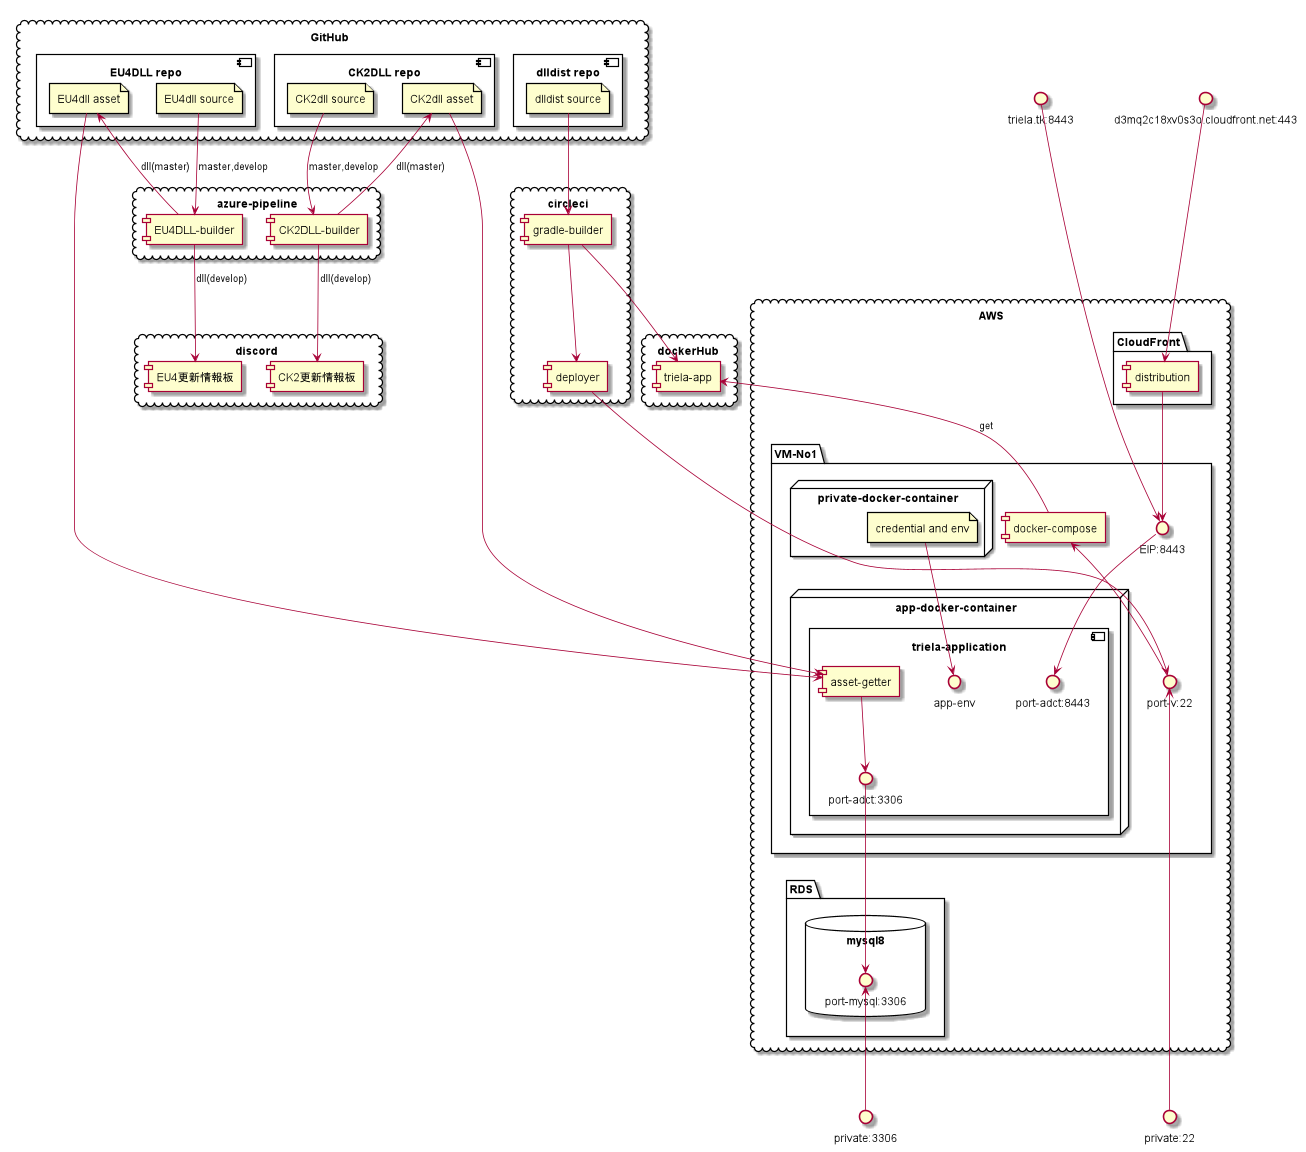 GitHub
EU4DLL repo
CK2DLL repo
dlldist repo
EU4dll asset
EU4dll source
CK2dll source
CK2dll asset
dlldist source
triela.tk:8443
d3mq2c18xv0s3o.cloudfront.net:443
dll(master)
master,develop
master,develop
dll(master)
azure-pipeline
circleci
EU4DLL-builder
CK2DLL-builder
gradle-builder
dll(develop)
dll(develop)
AWS
discord
dockerHub
CloudFront
EU4更新情報板
CK2更新情報板
deployer
triela-app
distribution
get
VM-No1
private-docker-container
credential and env
docker-compose
EIP:8443
app-docker-container
triela-application
asset-getter
app-env
port-adct:8443
port-v:22
port-adct:3306
RDS
mysql8
port-mysql:3306
private:3306
private:22